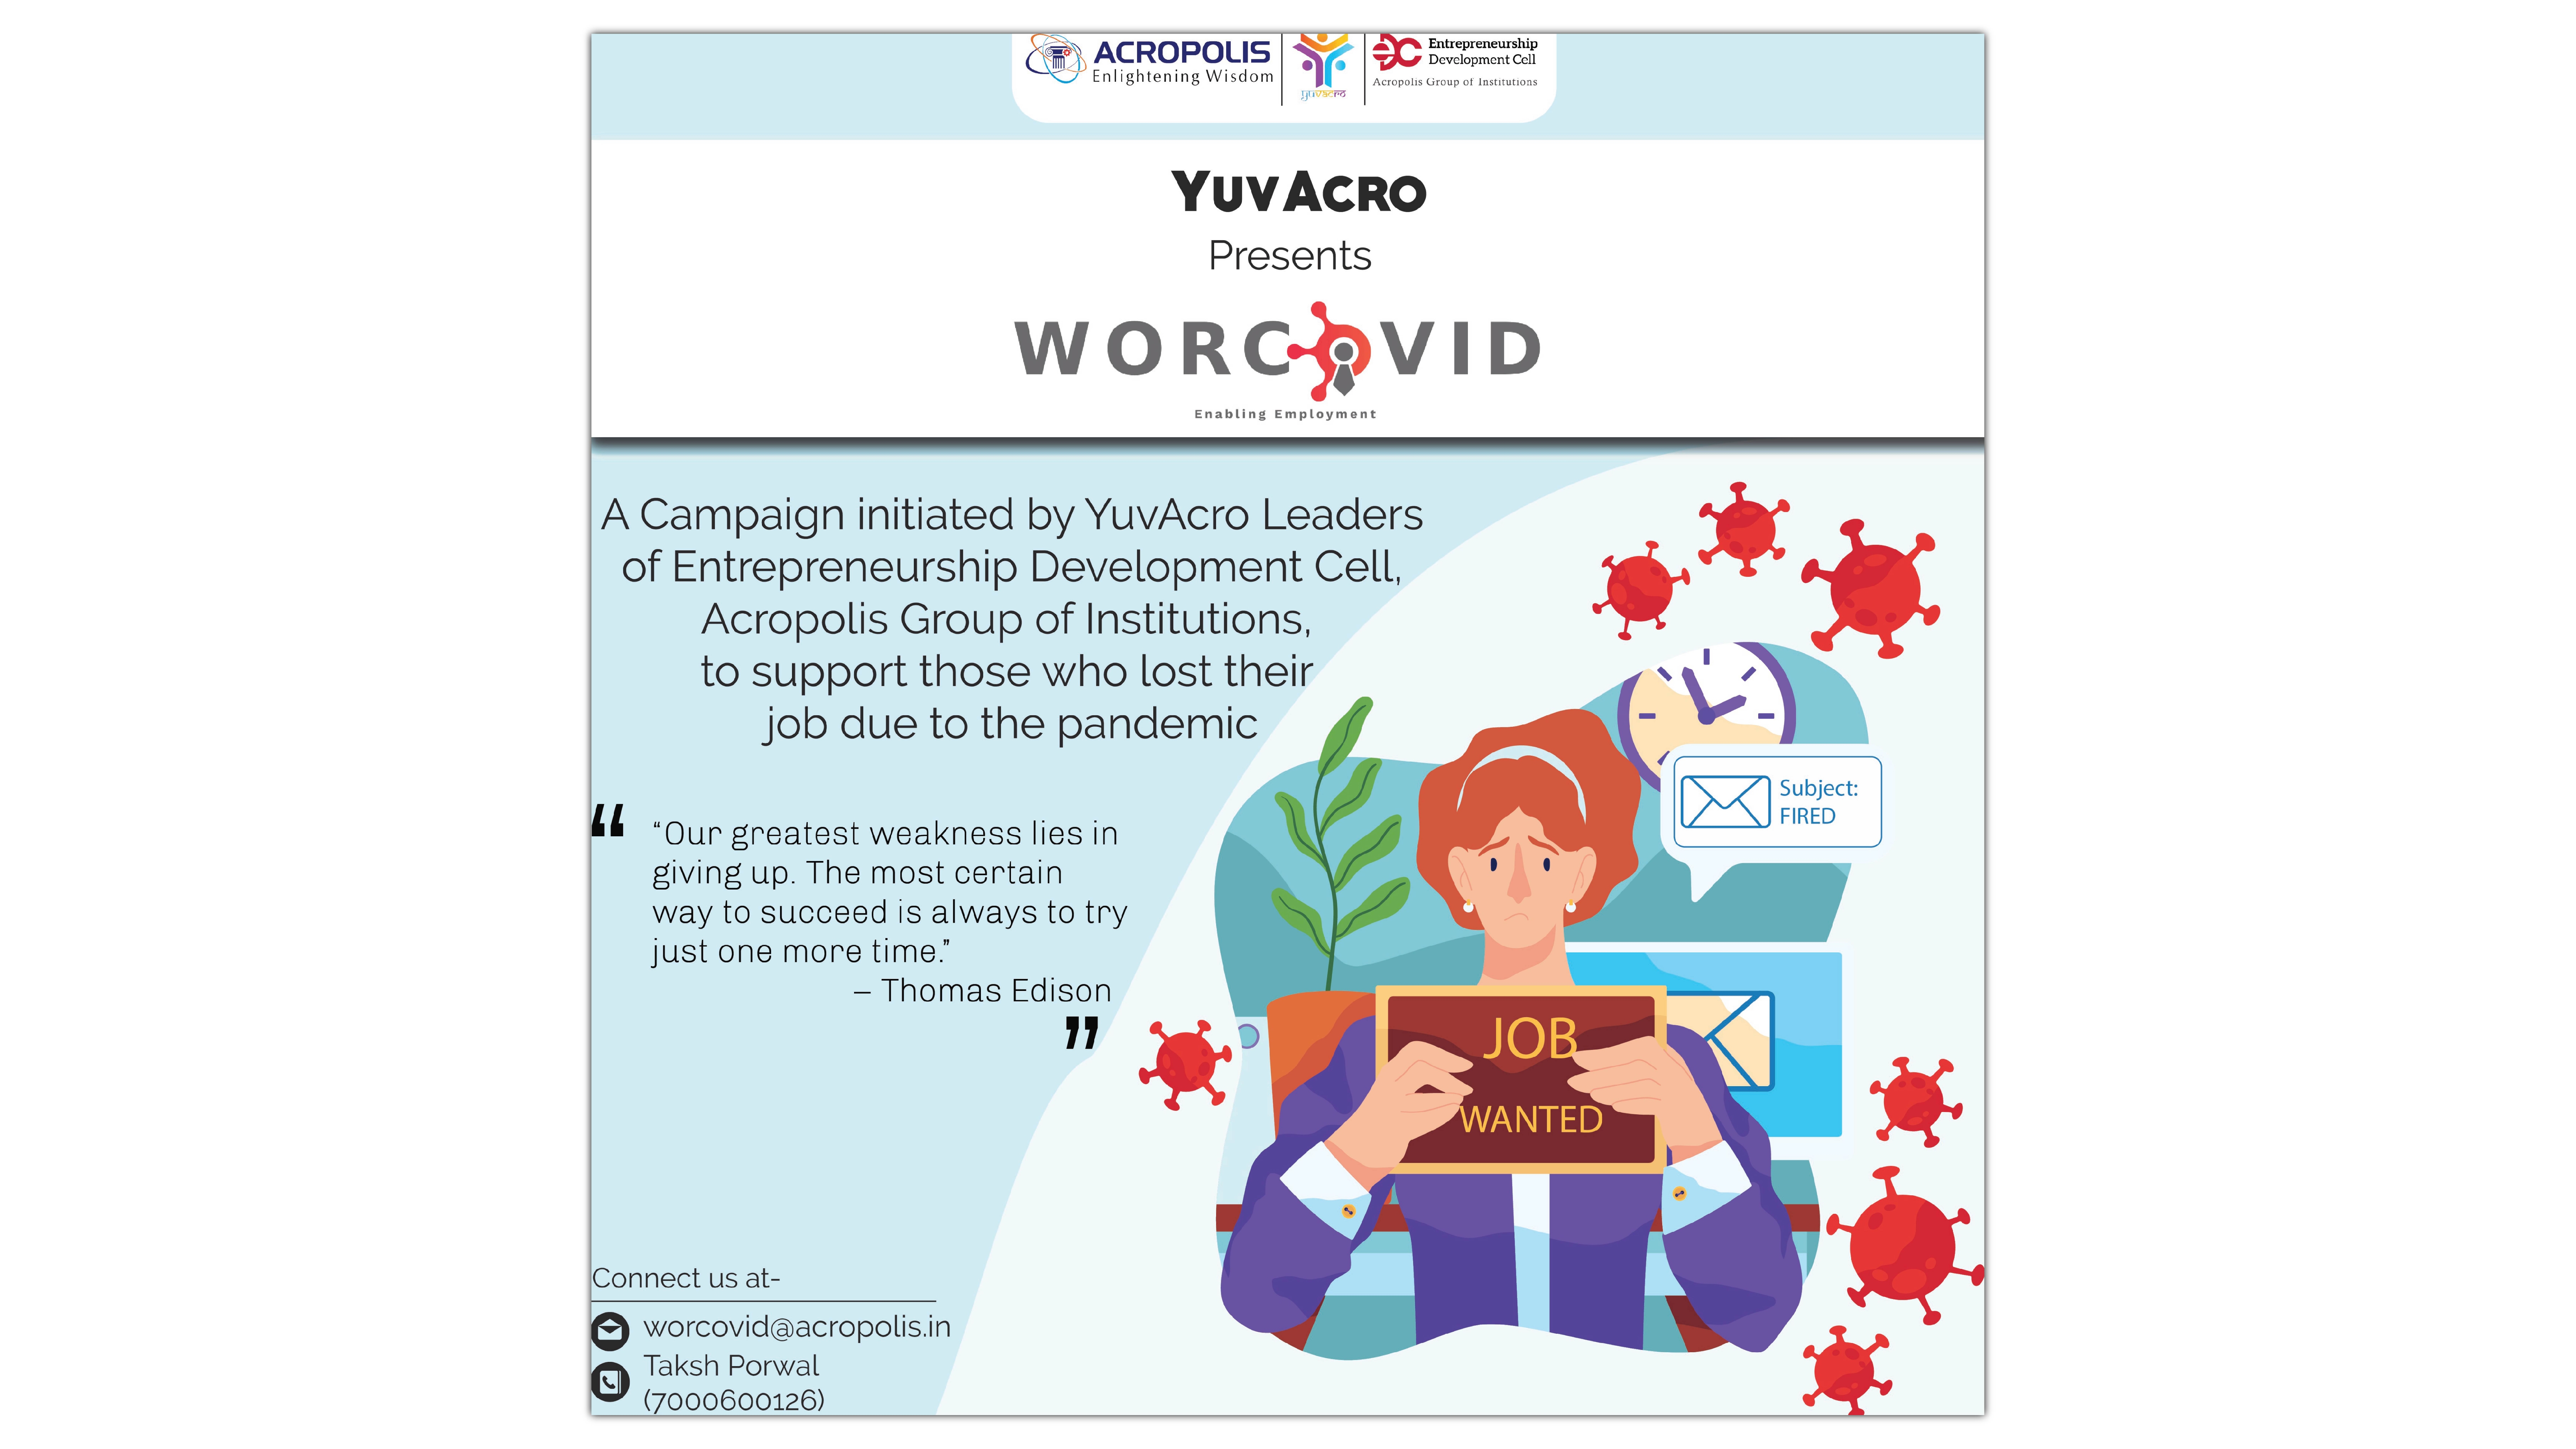 ACROPOLIS
Enlightening Wisdom
yuvacro
Entrepreneurship
Development Cell
Acropolis Group of Institutions
YUVACRO
Presents
WORCOVID
Enabling Employment
A Campaign initiated by YuvAcro Leaders
of Entrepreneurship Development Cell,
Acropolis Group of Institutions,
to support those who lost their
job due to the pandemic
“
“Our greatest weakness lies in
giving up. The most certain
way to succeed is always to try
just one more time.”
– Thomas Edison
”
Subject:
FIRED
JOB
WANTED
Connect us at-
worcovid@acropolis.in
Taksh Porwal
(7000600126)